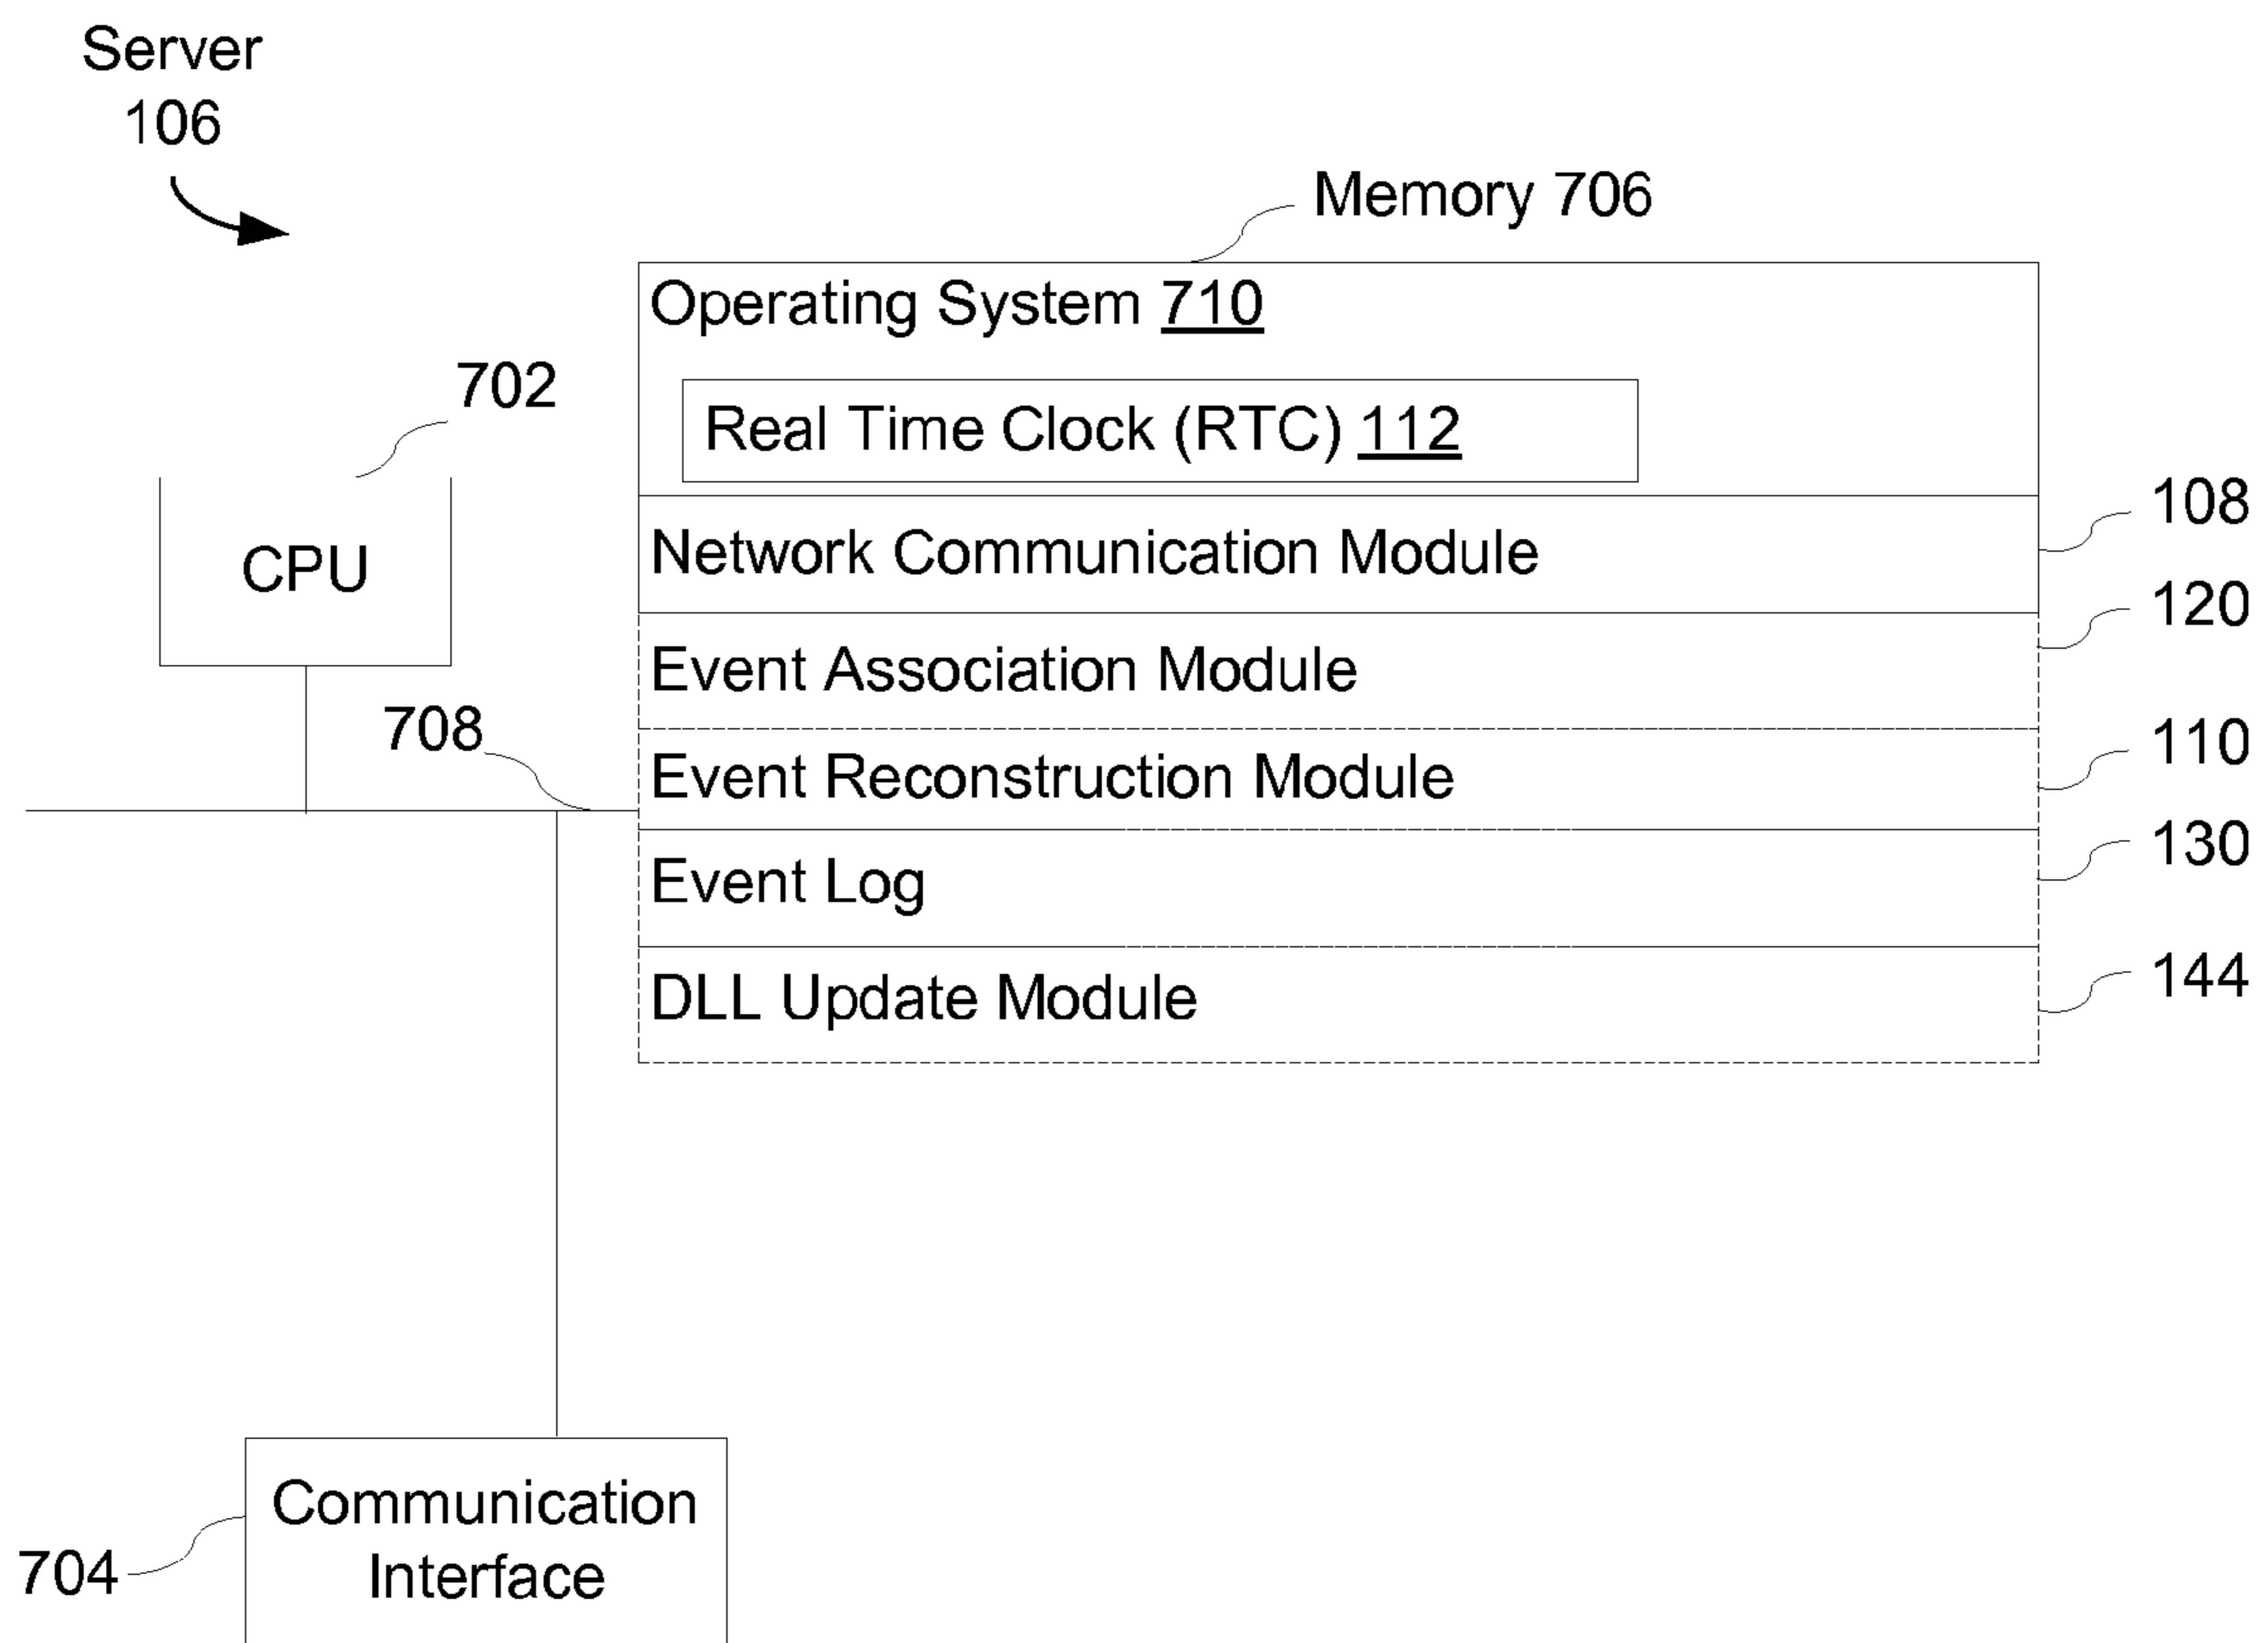 Server
106
Memory 706
Operating System 710
702
Real Time Clock (RTC) 112
108
Network Communication Module
CPU
120
Event Association Module
708
110
Event Reconstruction Module
130
Event Log
144
DLL Update Module
Communication
704
Interface